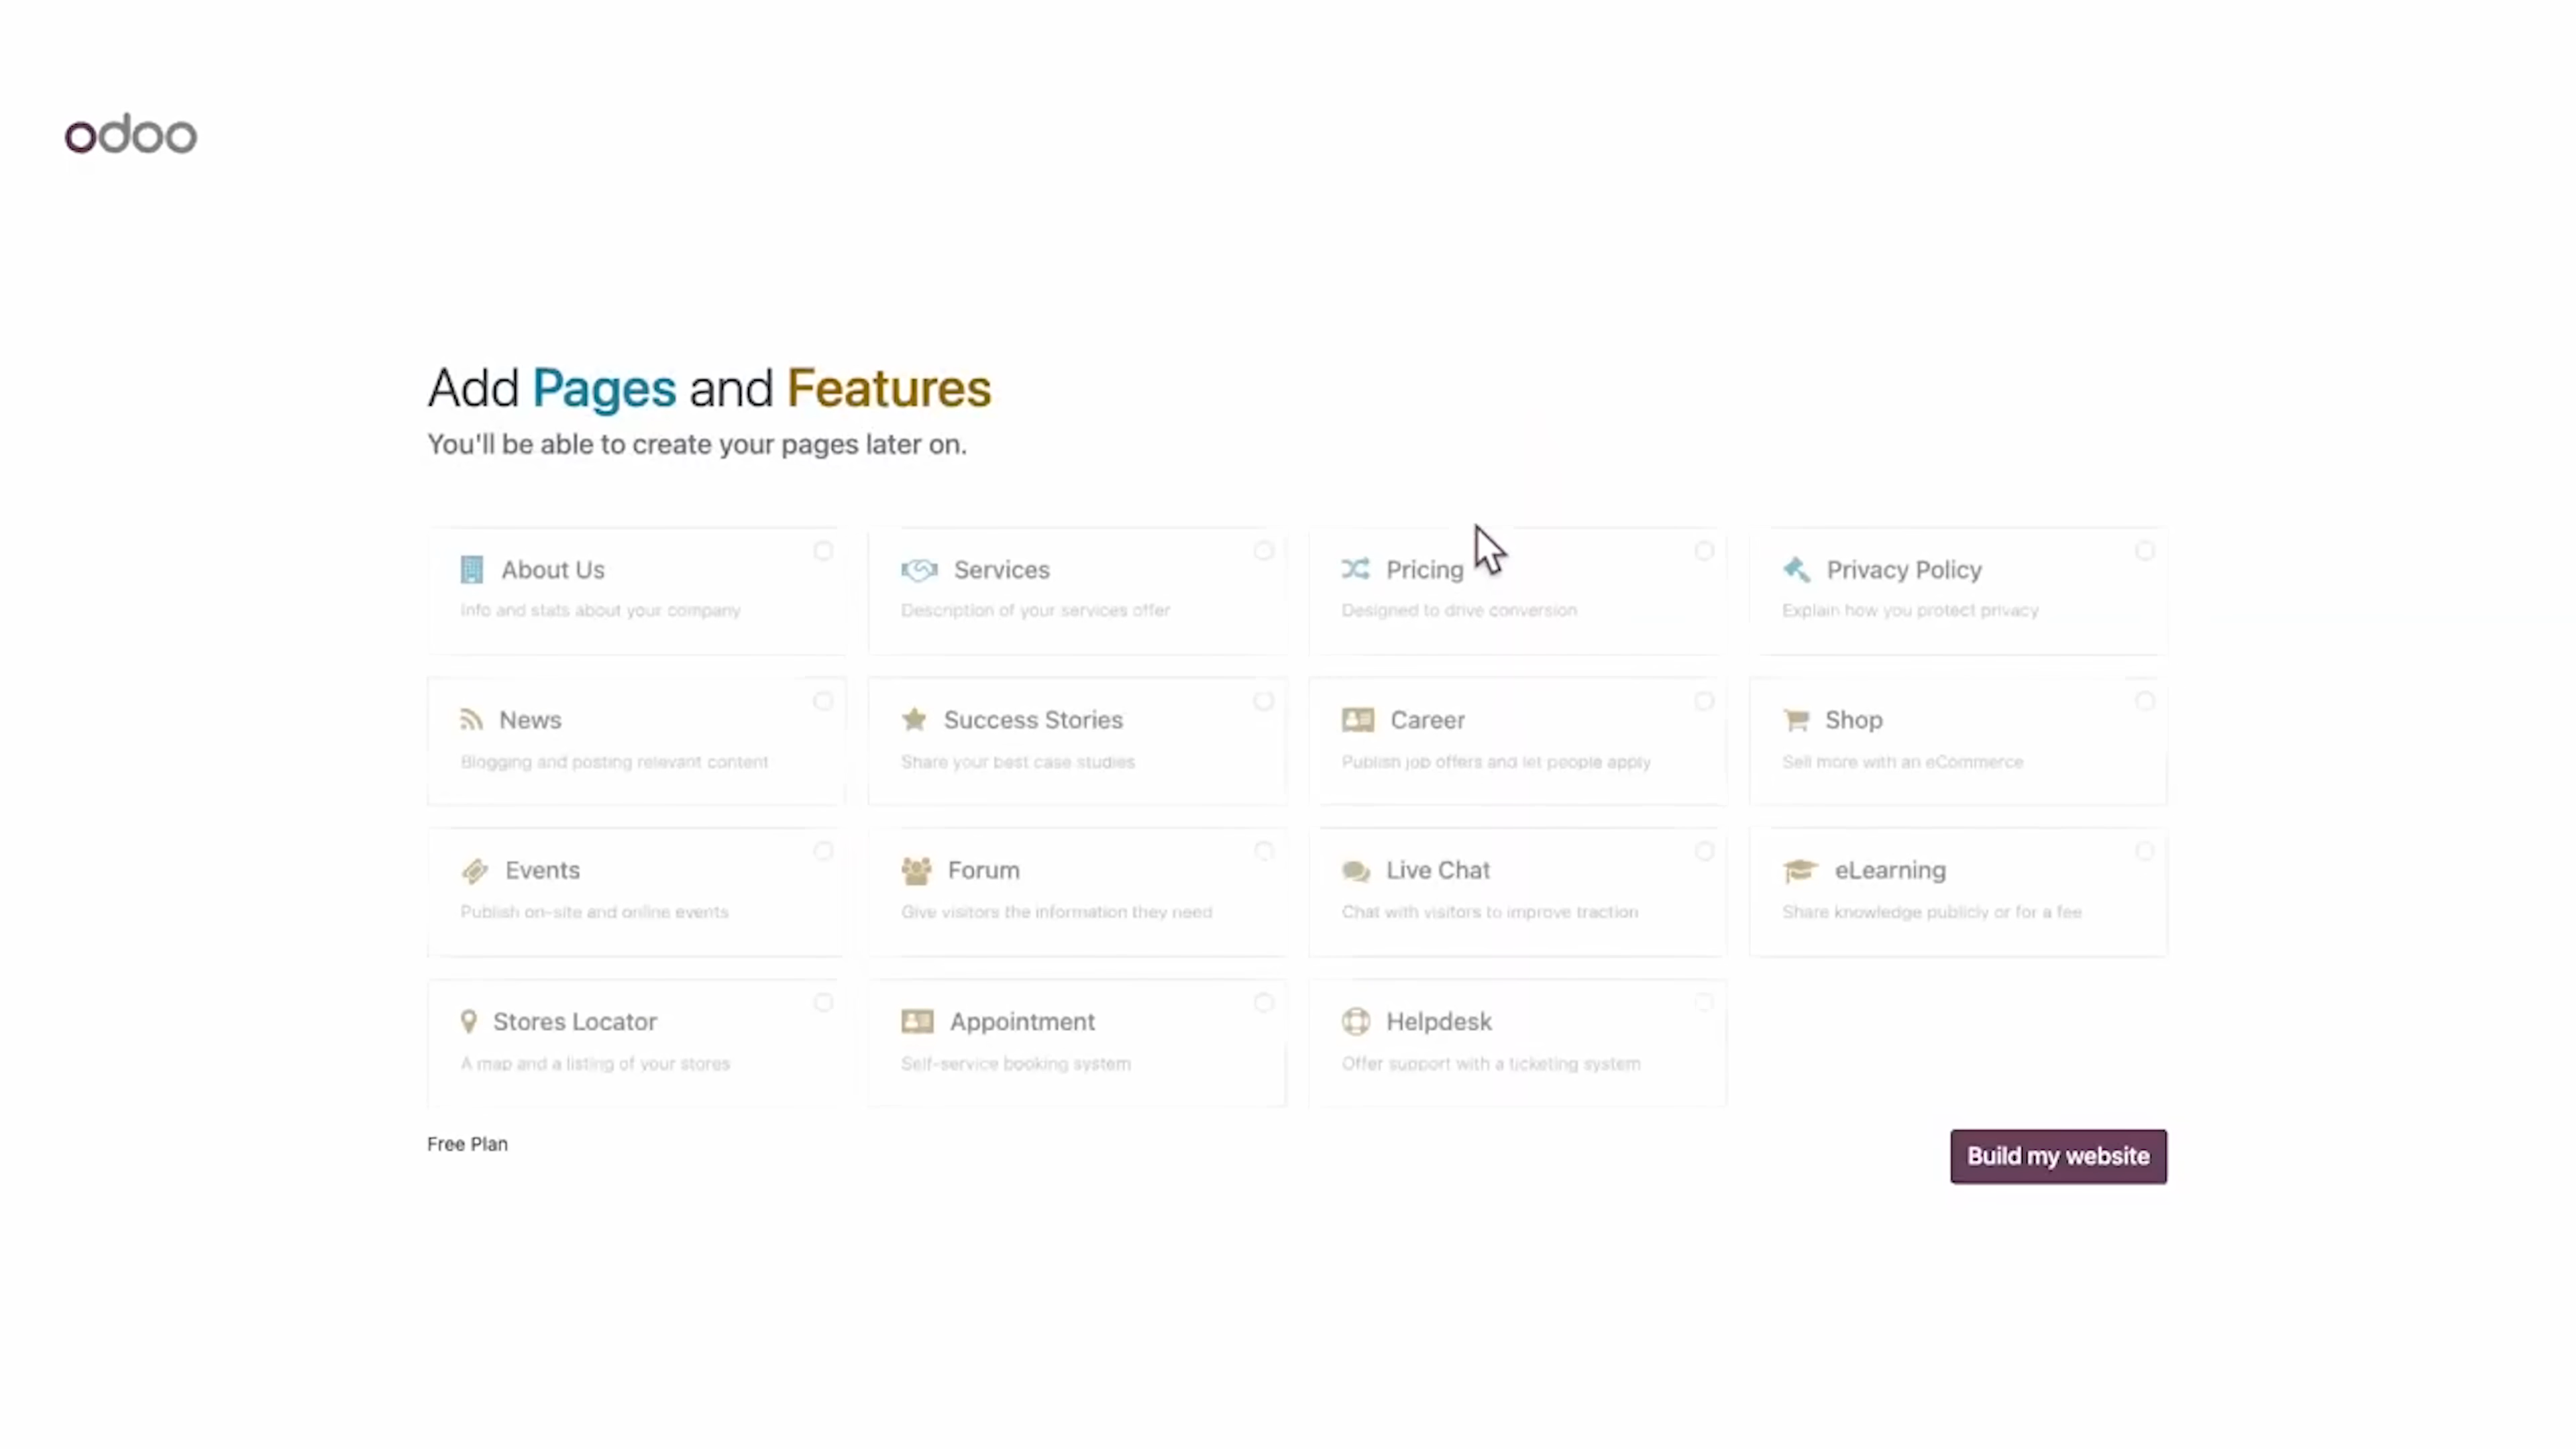 odoo
Add Pages and Features
You'll be able to create your pages later on.
About Us
Info and stats about your company
Services
Description of your services offer
Pricing
Designed to drive conversion
Privacy Policy
Explain how you protect privacy
News
Blogging and posting relevant content
Success Stories
Share your best case studies
Career
Publish job offers and let people apply
Shop
Sell more with an eCommerce
Events
Publish on-site and online events
Forum
Give visitors the information they need
Live Chat
Chat with visitors to improve traction
eLearning
Share knowledge publicly or for a fee
Stores Locator
A map and a listing of your stores
Appointment
Self-service booking system
Helpdesk
Offer support with a ticketing system
Free Plan
Build my website